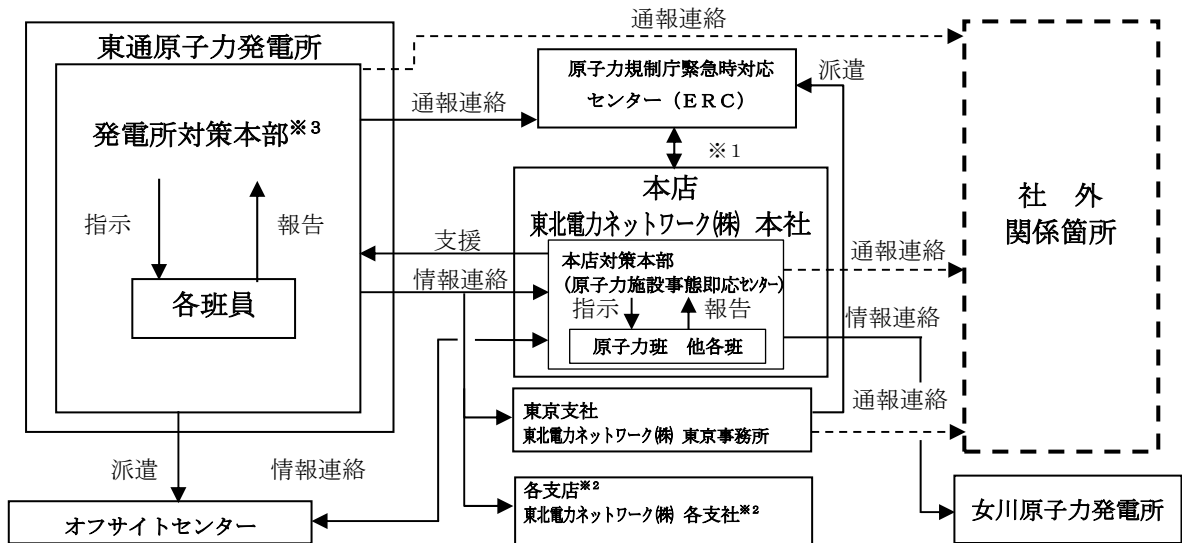 東通原子力発電所
発電所対策本部※3
指示
報告
各班員
通報連絡
通報連絡
原子力規制庁緊急時対応
センター（ＥＲＣ）
派遣
※1
本店
東北電力ネットワーク㈱ 本社
本店対策本部
(原子力施設事態即応センター)
指示
報告
原子力班 他各班
支援
情報連絡
通報連絡
情報連絡
社 外
関係箇所
東京支社
東北電力ネットワーク㈱ 東京事務所
通報連絡
派遣
情報連絡
オフサイトセンター
各支店※2
東北電力ネットワーク㈱ 各支社※2
女川原子力発電所